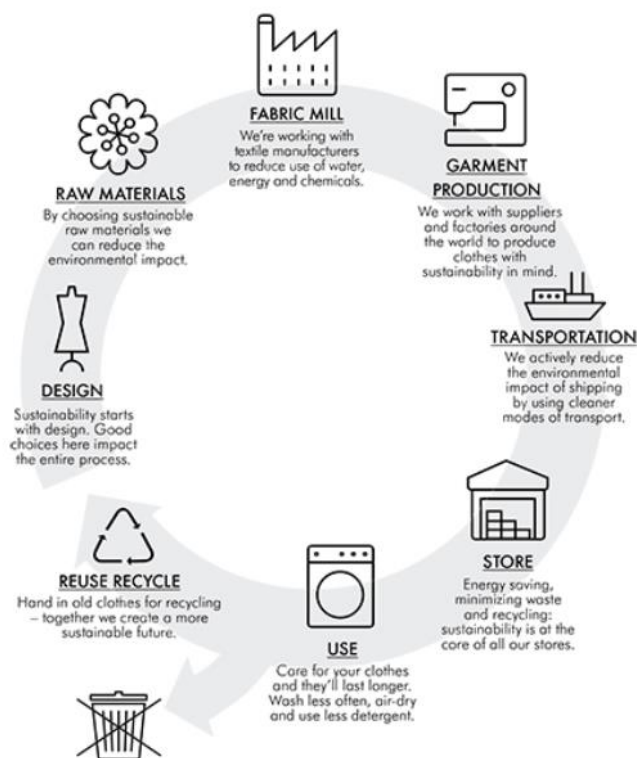 FABRIC MILL
We're working with
textile manufacturers
to reduce use of water,
energy and chemicals.
GARMENT
PRODUCTION
We work with suppliers
and factories around
the world to produce
clothes with
sustainability in mind.
TRANSPORTATION
We actively reduce
the environmental
impact of shipping
by using cleaner
modes of transport.
STORE
Energy saving,
minimizing waste
and recycling:
sustainability is at the
core of all our stores.
USE
Care for your clothes
and they'll last longer.
Wash less often, air-dry
and use less detergent.
REUSE RECYCLE
Hand in old clothes for recycling
– together we create a more
sustainable future.
DESIGN
Sustainability starts
with design. Good
choices here impact
the entire process.
RAW MATERIALS
By choosing sustainable
raw materials we
can reduce the
environmental impact.